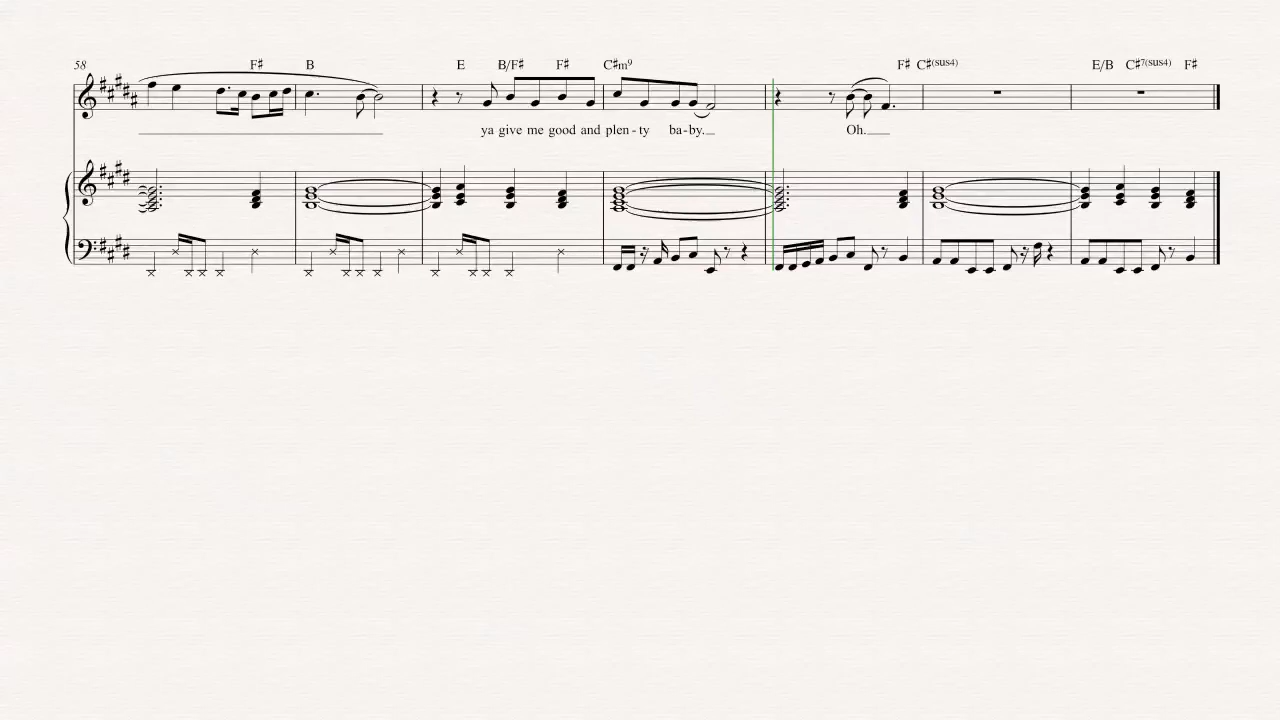 58 F♯ B E B/F♯ F♯ C♯m9 F♯ C♯(sus4) E/B C♯7(sus4) F♯
ya give me good and plen - ty ba - by. Oh.